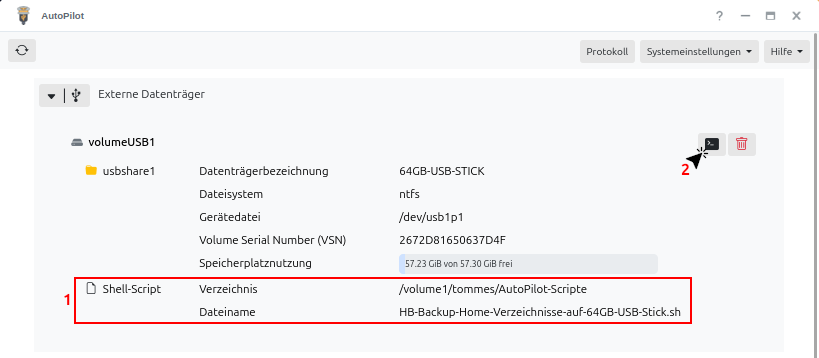 AutoPilot
Protokoll Systemeinstellungen Hilfe
Externe Datenträger
volumeUSB1
2
usbshare1 Datenträgerbezeichnung 64GB-USB-STICK
Dateisystem ntfs
Gerätedatei /dev/usb1p1
Volume Serial Number (VSN) 2672D81650637D4F
Speicherplatznutzung 57.23 GiB von 57.30 GiB frei
1 Shell-Script Verzeichnis /volume1/tommes/AutoPilot-Scripte
Dateiname HB-Backup-Home-Verzeichnisse-auf-64GB-USB-Stick.sh